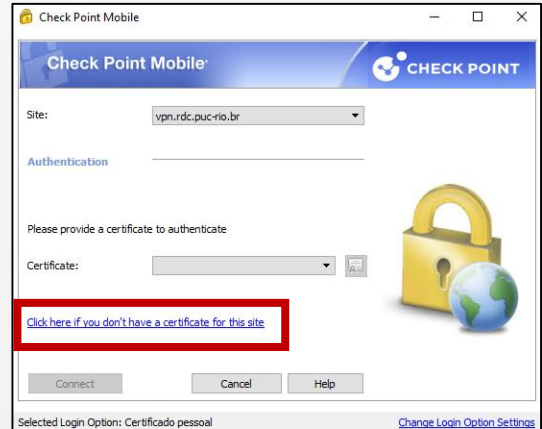 Check Point Mobile
Check Point Mobile
CHECK POINT
Site:
vpn.rdc.puc-rio.br
Authentication
Please provide a certificate to authenticate
Certificate:
Click here if you don't have a certificate for this site
Connect
Cancel
Help
Selected Login Option: Certificado pessoal
Change Login Option Settings